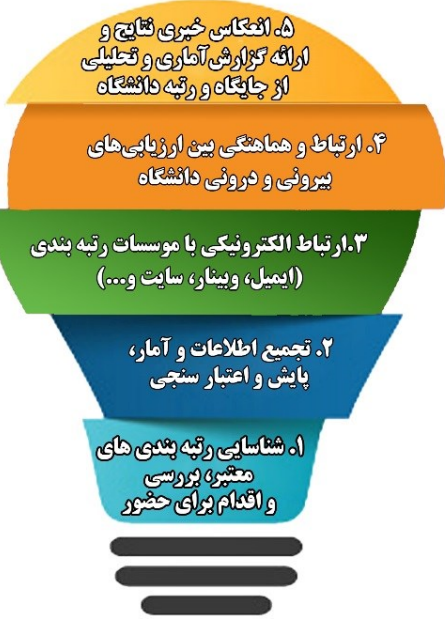 ۵. انعکاس خبری نتایج و
ارائه گزارش‌آماری و تحلیلی
از جایگاه و رتبه دانشگاه
۴. ارتباط و هماهنگی بین ارزیابی‌های
بیرونی و درونی دانشگاه
۳.ارتباط الکترونیکی با موسسات رتبه بندی
(ایمیل، وبینار، سایت و...)
۲. تجمیع اطلاعات و آمار،
پایش و اعتبار سنجی
۱. شناسایی رتبه بندی های
معتبر، بررسی
و اقدام برای حضور